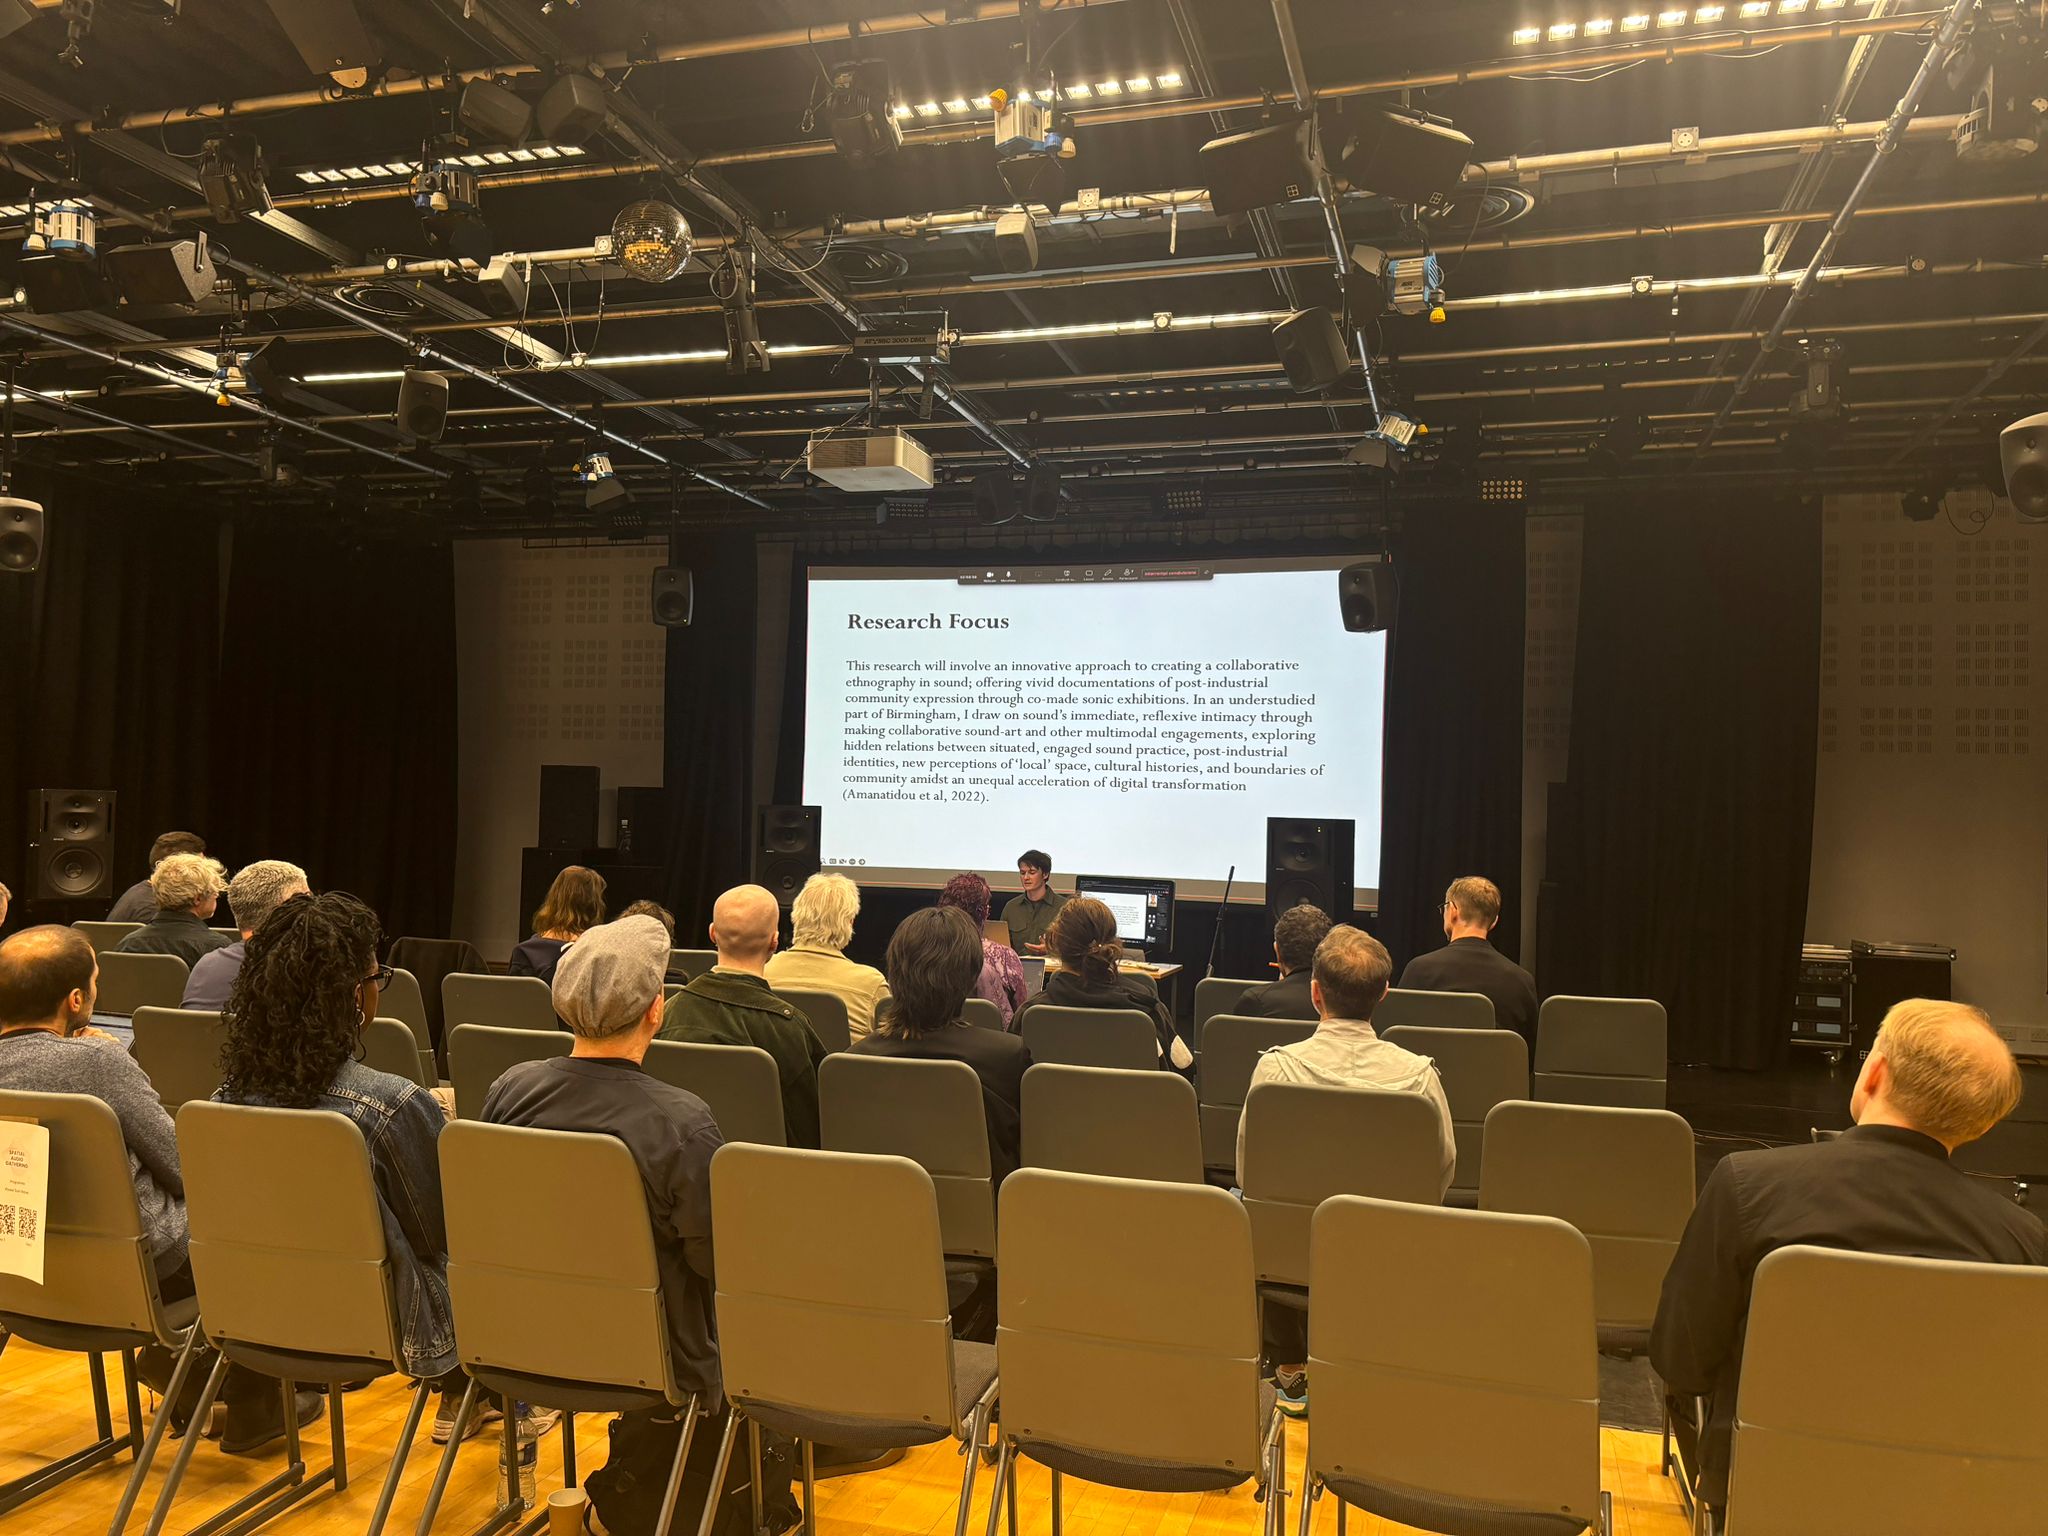 ATOMIC 3000 DMX
Research Focus
This research will involve an innovative approach to creating a collaborative
ethnography in sound; offering vivid documentations of post-industrial
community expression through co-made sonic exhibitions. In an understudied
part of Birmingham, I draw on sound's immediate, reflexive intimacy through
making collaborative sound-art and other multimodal engagements, exploring
hidden relations between situated, engaged sound practice, post-industrial
identities, new perceptions of 'local' space, cultural histories, and boundaries of
community amidst an unequal acceleration of digital transformation
(Amanatidou et al, 2022).
SPATIAL
AUDIO
GATHERING
Programme